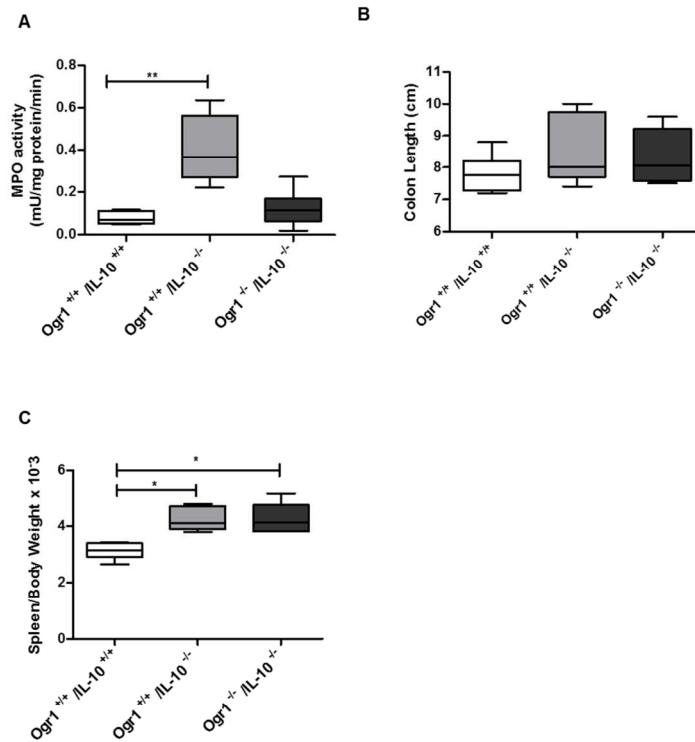 A
MPO activity
(mU/mg protein/min)
0.8
0.6
0.4
0.2
0.0
**
Ogr1 +/+ /IL-10 +/+
Ogr1 +/+ /IL-10 -/-
Ogr1 -/- /IL-10 -/-
B
Colon Length (cm)
11
10
9
8
7
6
Ogr1 +/+ /IL-10 +/+
Ogr1 +/+ /IL-10 -/-
Ogr1 -/- /IL-10 -/-
C
Spleen/Body Weight x 10-3
6
4
2
0
*
*
Ogr1 +/+ /IL-10 +/+
Ogr1 +/+ /IL-10 -/-
Ogr1 -/- /IL-10 -/-